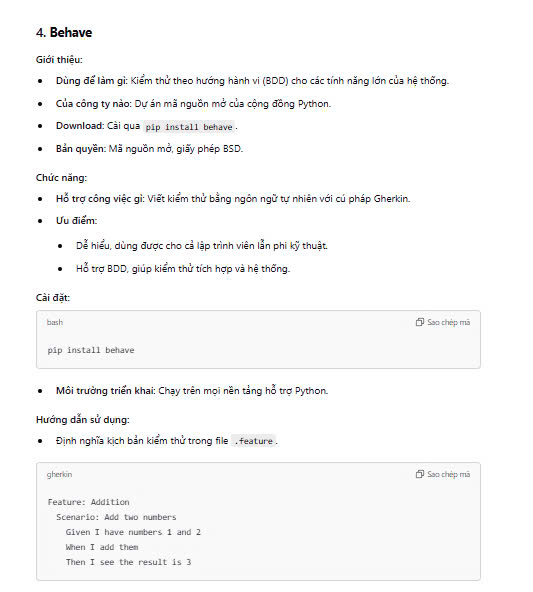 4. Behave
Giới thiệu:
Dùng để làm gì: Kiểm thử theo hướng hành vi (BDD) cho các tính năng lớn của hệ thống.
Của công ty nào: Dự án mã nguồn mở của cộng đồng Python.
Download: Cài qua pip install behave.
Bản quyền: Mã nguồn mở, giấy phép BSD.
Chức năng:
Hỗ trợ công việc gì: Viết kiểm thử bằng ngôn ngữ tự nhiên với cú pháp Gherkin.
Ưu điểm:
Dễ hiểu, dùng được cho cả lập trình viên lẫn phi kỹ thuật.
Hỗ trợ BDD, giúp kiểm thử tích hợp và hệ thống.
Cài đặt:
bash Sao chép mã
pip install behave
Môi trường triển khai: Chạy trên mọi nền tảng hỗ trợ Python.
Hướng dẫn sử dụng:
Định nghĩa kịch bản kiểm thử trong file .feature.
gherkin Sao chép mã
Feature: Addition
Scenario: Add two numbers
Given I have numbers 1 and 2
When I add them
Then I see the result is 3